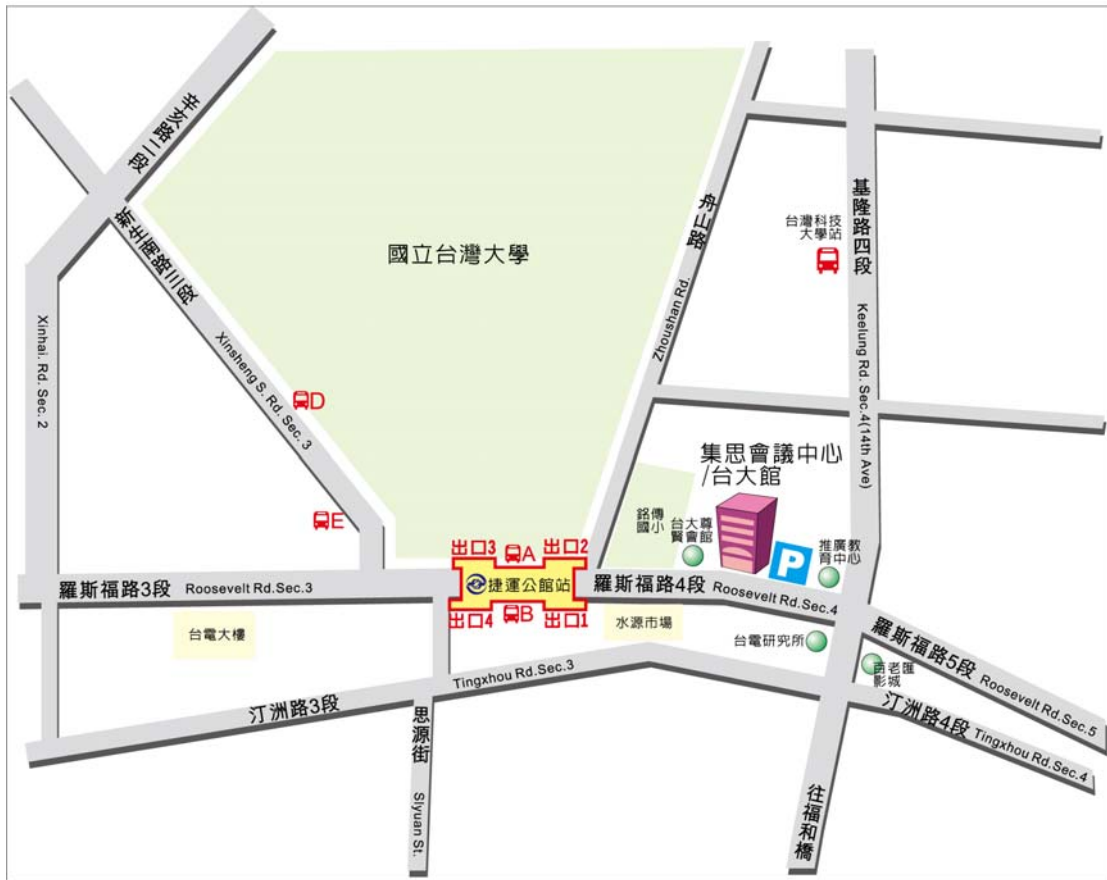 辛亥路二段
新生南路三段
Xinhai. Rd. Sec. 2
Xinsheng S. Rd. Sec. 3
國立台灣大學
舟山路
Zhoushan Rd.
台灣科技
大學站
基隆路四段
Keelung Rd. Sec.4(14th Ave)
D
E
集思會議中心
/台大館
銘傳
國小
台大尊
賢會館
P
推廣教
育中心
出口3
A
出口2
捷運公館站
出口4
B
出口1
羅斯福路3段 Roosevelt Rd.Sec.3
羅斯福路4段 Roosevelt Rd.Sec.4
台電大樓
水源市場
台電研究所
百老匯
影城
羅斯福路5段 Roosevelt Rd.Sec.5
汀洲路3段 Tingxhou Rd.Sec.3
汀洲路4段 Tingxhou Rd.Sec.4
思源街
SIyuan St.
往福和橋